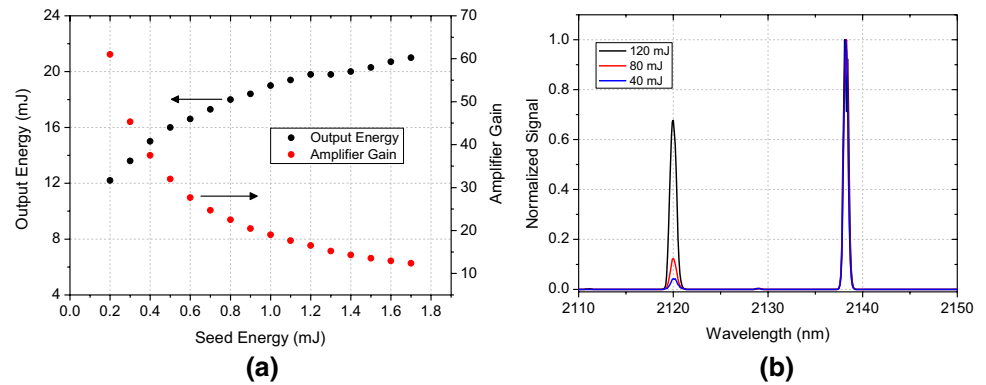 24
20
16
12
8
4
Output Energy (mJ)
0.0 0.2 0.4 0.6 0.8 1.0 1.2 1.4 1.6 1.8
Seed Energy (mJ)
70
60
50
40
30
20
10
Amplifier Gain
Output Energy
Amplifier Gain
(a)
1.0
0.8
0.6
0.4
0.2
0.0
Normalized Signal
120 mJ
80 mJ
40 mJ
2110 2120 2130 2140 2150
Wavelength (nm)
(b)